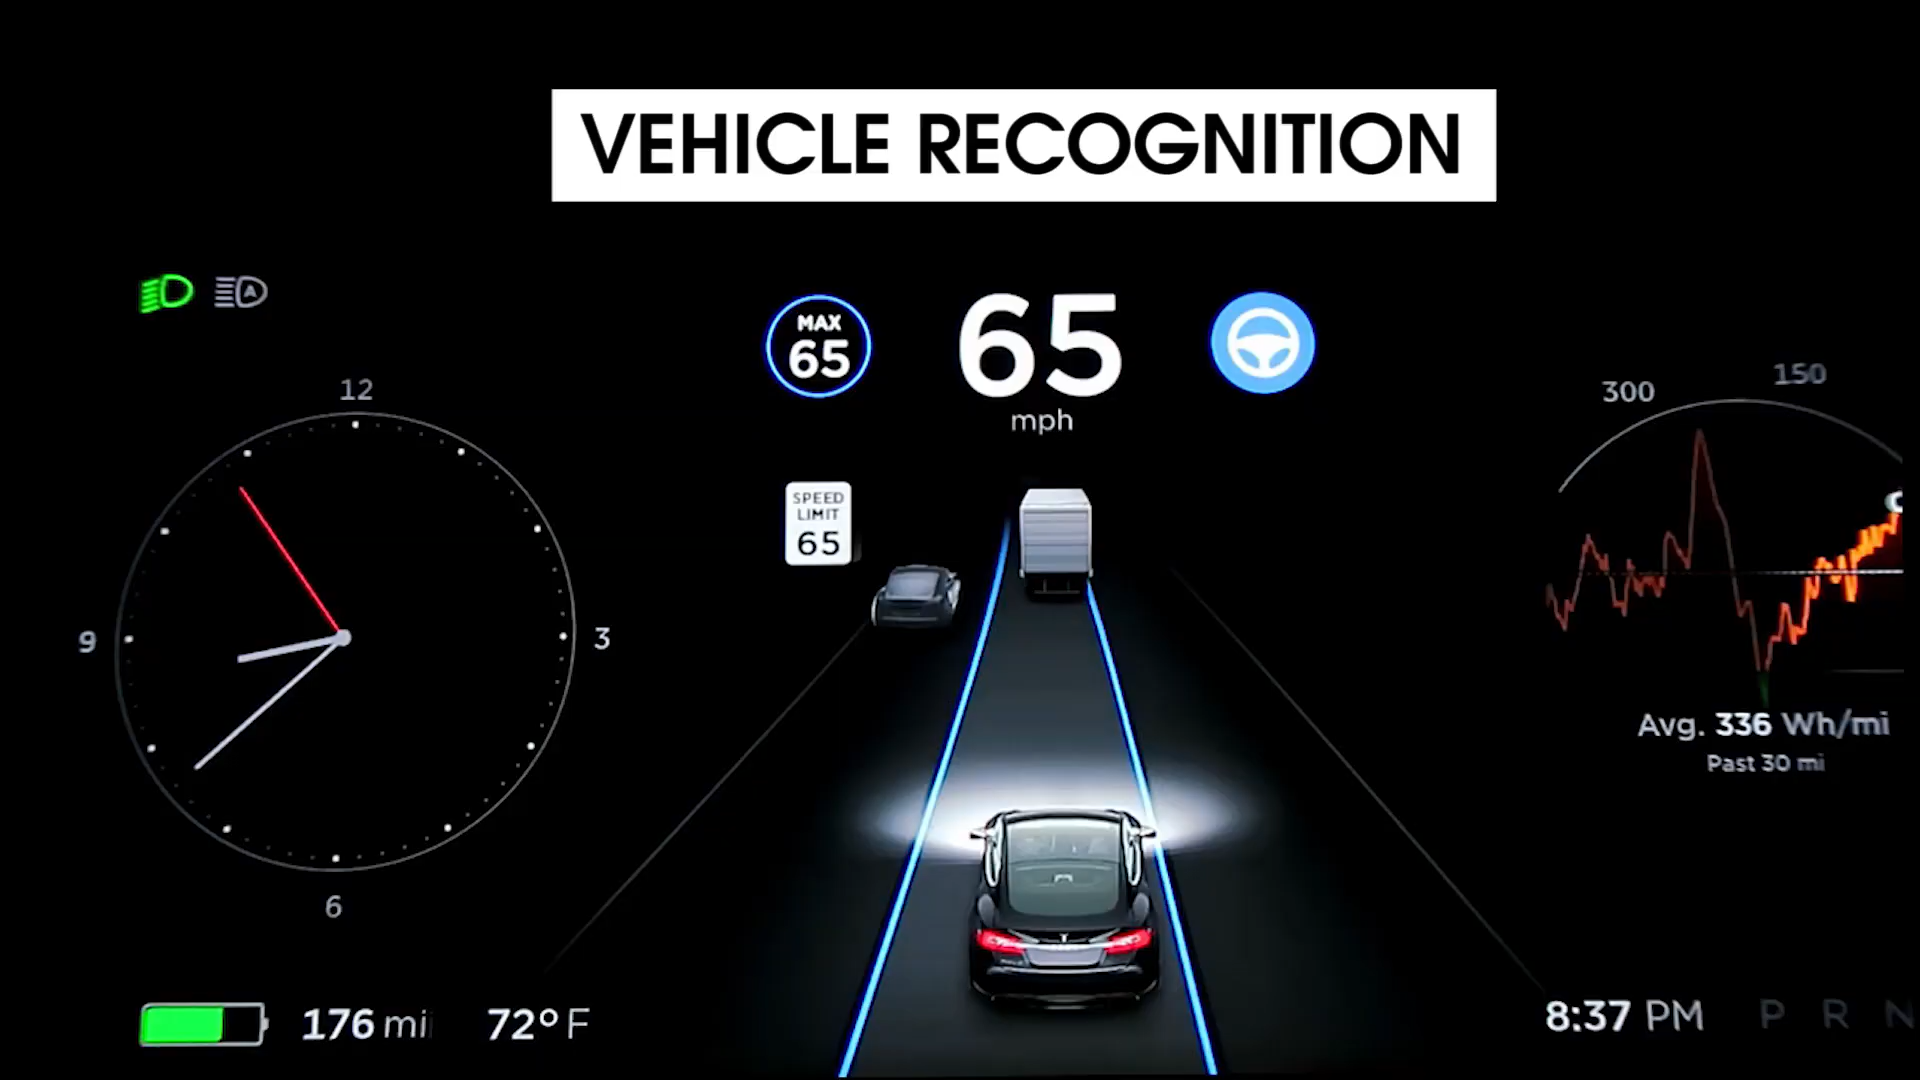 VEHICLE RECOGNITION
MAX
65
65
mph
SPEED
LIMIT
65
12
9
3
6
300
150
Avg. 336 Wh/mi
Past 30 mi
176 mi
72° F
8:37 PM
P R N